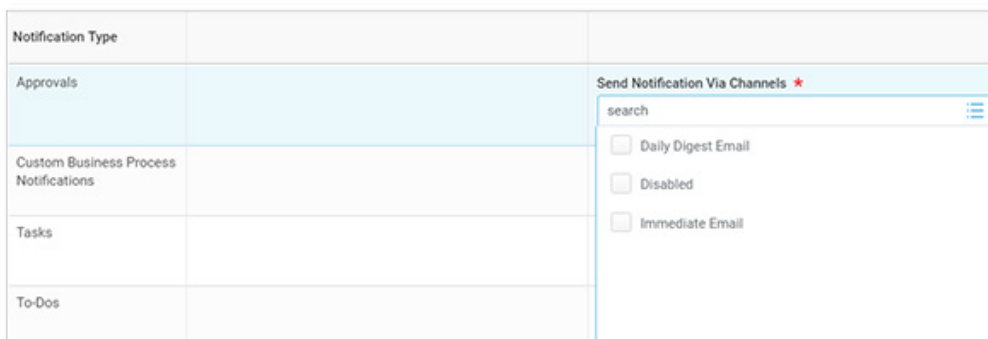 Notification Type
Approvals
Send Notification Via Channels *
search
Daily Digest Email
Disabled
Immediate Email
Custom Business Process
Notifications
Tasks
To-Dos